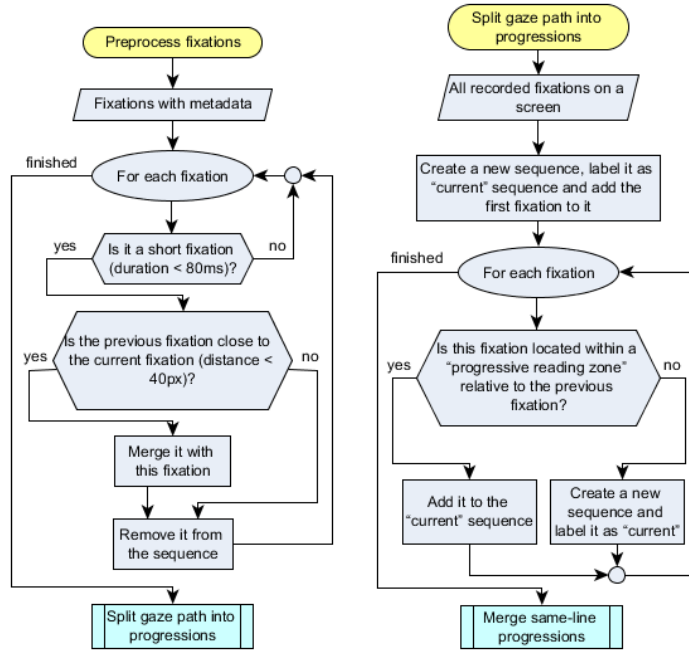 Preprocess fixations
Fixations with metadata
finished
For each fixation
yes
Is it a short fixation
(duration < 80ms)?
no
Is the previous fixation close to
the current fixation (distance <
40px)?
yes
no
Merge it with
this fixation
Remove it from
the sequence
Split gaze path into
progressions
Split gaze path into
progressions
All recorded fixations on a
screen
Create a new sequence, label it as
“current” sequence and add the
first fixation to it
finished
For each fixation
Is this fixation located within a
“progressive reading zone”
relative to the previous
fixation?
yes
no
Add it to the
“current” sequence
Create a new
sequence and
label it as “current”
Merge same-line
progressions